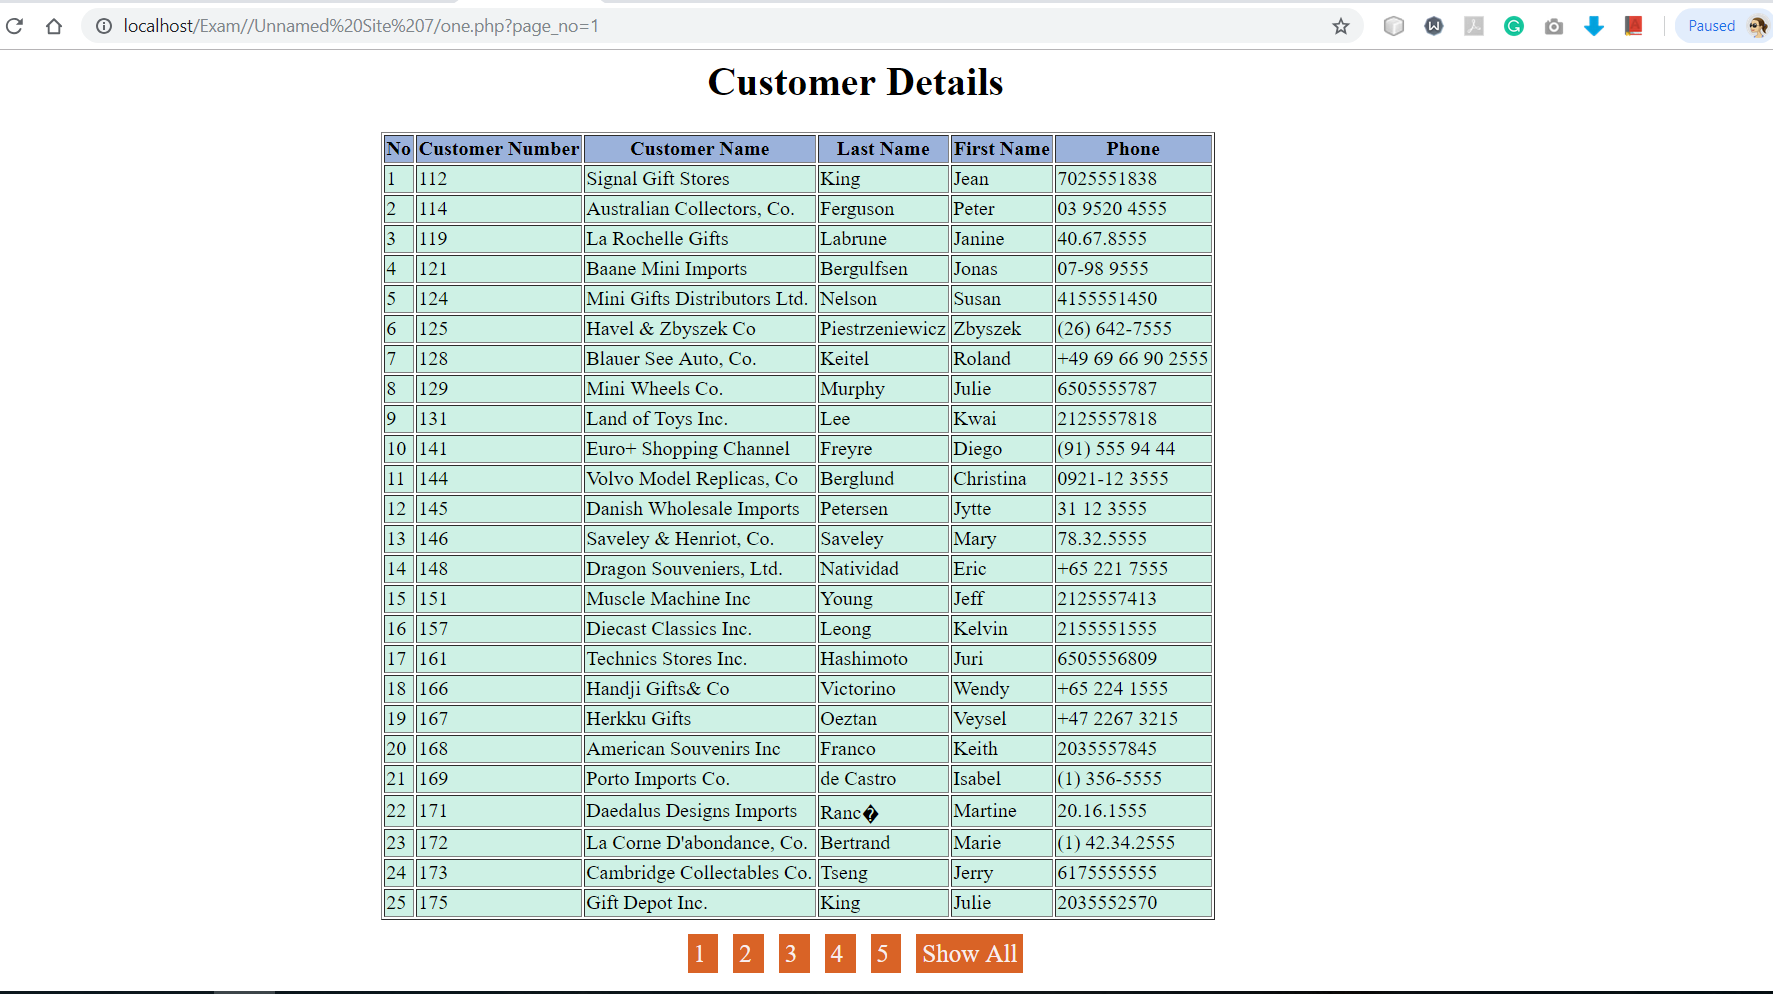 localhost/Exam//Unnamed%20Site%207/one.php?page_no=1 Paused
Customer Details
No Customer Number Customer Name Last Name First Name Phone
1 112 Signal Gift Stores King Jean 7025551838
2 114 Australian Collectors, Co. Ferguson Peter 03 9520 4555
3 119 La Rochelle Gifts Labrune Janine 40.67.8555
4 121 Baane Mini Imports Bergulfsen Jonas 07-98 9555
5 124 Mini Gifts Distributors Ltd. Nelson Susan 4155551450
6 125 Havel & Zbyszek Co Piestrzeniewicz Zbyszek (26) 642-7555
7 128 Blauer See Auto, Co. Keitel Roland +49 69 66 90 2555
8 129 Mini Wheels Co. Murphy Julie 6505555787
9 131 Land of Toys Inc. Lee Kwai 2125557818
10 141 Euro+ Shopping Channel Freyre Diego (91) 555 94 44
11 144 Volvo Model Replicas, Co Berglund Christina 0921-12 3555
12 145 Danish Wholesale Imports Petersen Jytte 31 12 3555
13 146 Saveley & Henriot, Co. Saveley Mary 78.32.5555
14 148 Dragon Souveniers, Ltd. Natividad Eric +65 221 7555
15 151 Muscle Machine Inc Young Jeff 2125557413
16 157 Diecast Classics Inc. Leong Kelvin 2155551555
17 161 Technics Stores Inc. Hashimoto Juri 6505556809
18 166 Handji Gifts& Co Victorino Wendy +65 224 1555
19 167 Herkku Gifts Oeztan Veysel +47 2267 3215
20 168 American Souvenirs Inc Franco Keith 2035557845
21 169 Porto Imports Co. de Castro Isabel (1) 356-5555
22 171 Daedalus Designs Imports Ranc� Martine 20.16.1555
23 172 La Corne D'abondance, Co. Bertrand Marie (1) 42.34.2555
24 173 Cambridge Collectables Co. Tseng Jerry 6175555555
25 175 Gift Depot Inc. King Julie 2035552570
1 2 3 4 5 Show All